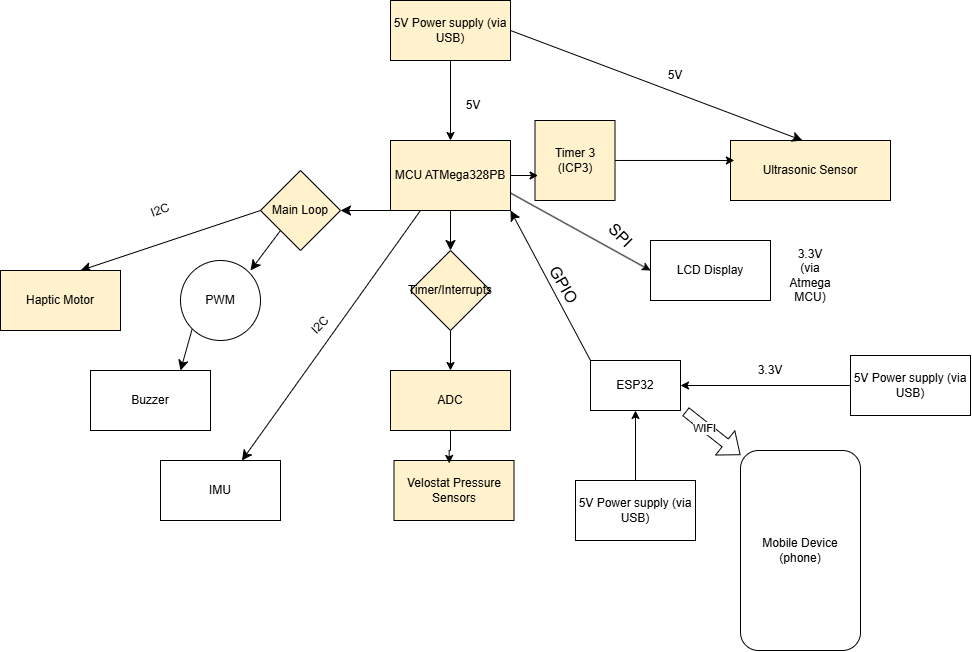 5V Power supply (via
USB)
5V
5V
MCU ATMega328PB
Timer 3
(ICP3)
Ultrasonic Sensor
Main Loop
I2C
SPI
LCD Display
3.3V
(via
Atmega
MCU)
Haptic Motor
PWM
Timer/Interrupts
GPIO
I2C
Buzzer
ADC
ESP32
3.3V
5V Power supply (via
USB)
WIFI
IMU
Velostat Pressure
Sensors
5V Power supply (via
USB)
Mobile Device
(phone)